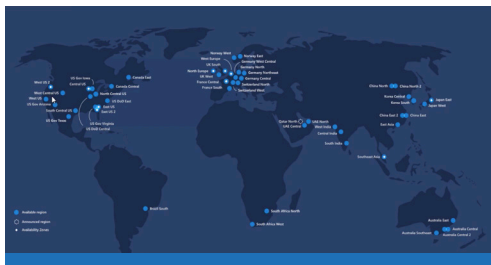 Norway West
Norway East
West Europe
Germany West Central
UK South
Germany North
North Europe
Germany Central
UK West
Germany Northeast
France Central
Switzerland North
France South
Switzerland West
US Gov Iowa
Central US
Canada East
West US 2
Canada Central
West Central US
North Central US
West US
US DoD East
US Gov Arizona
East US
South Central US
East US 2
US Gov Texas
US Gov Virginia
US DoD Central
China North
China North 2
Korea Central
Japan East
Korea South
Japan West
China East 2
China East
East Asia
Qatar North
UAE North
UAE Central
West India
Central India
South India
Southeast Asia
Brazil South
South Africa North
South Africa West
Australia East
Australia Southeast
Australia Central
Australia Central 2
Available region
Announced region
Availability Zones